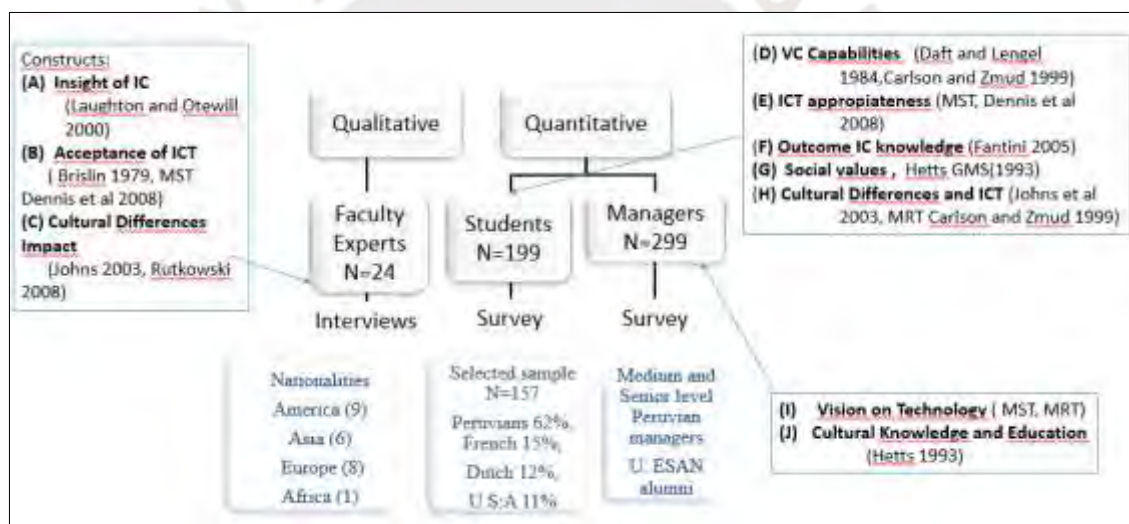 Constructs:
(A) Insight of IC
(Laughton and Otewill
2000)
(B) Acceptance of ICT
( Brislin 1979, MST
Dennis et al 2008)
(C) Cultural Differences
Impact
(Johns 2003, Rutkowski
2008)
Qualitative
Quantitative
Faculty
Experts
N=24
Students
N=199
Managers
N=299
Interviews
Survey
Survey
Nationalities
America (9)
Asia (6)
Europe (8)
Africa (1)
Selected sample
N=157
Peruvians 62%,
French 15%,
Dutch 12%,
U S:A 11%
Medium and
Senior level
Peruvian
managers
U. ESAN
alumni
(D) VC Capabilities (Daft and Lengel
1984,Carlson and Zmud 1999)
(E) ICT appropiateness (MST, Dennis et al
2008)
(F) Outcome IC knowledge (Fantini 2005)
(G) Social values , Hetts GMS(1993)
(H) Cultural Differences and ICT (Johns et al
2003, MRT Carlson and Zmud 1999)
(I) Vision on Technology ( MST, MRT)
(J) Cultural Knowledge and Education
(Hetts 1993)